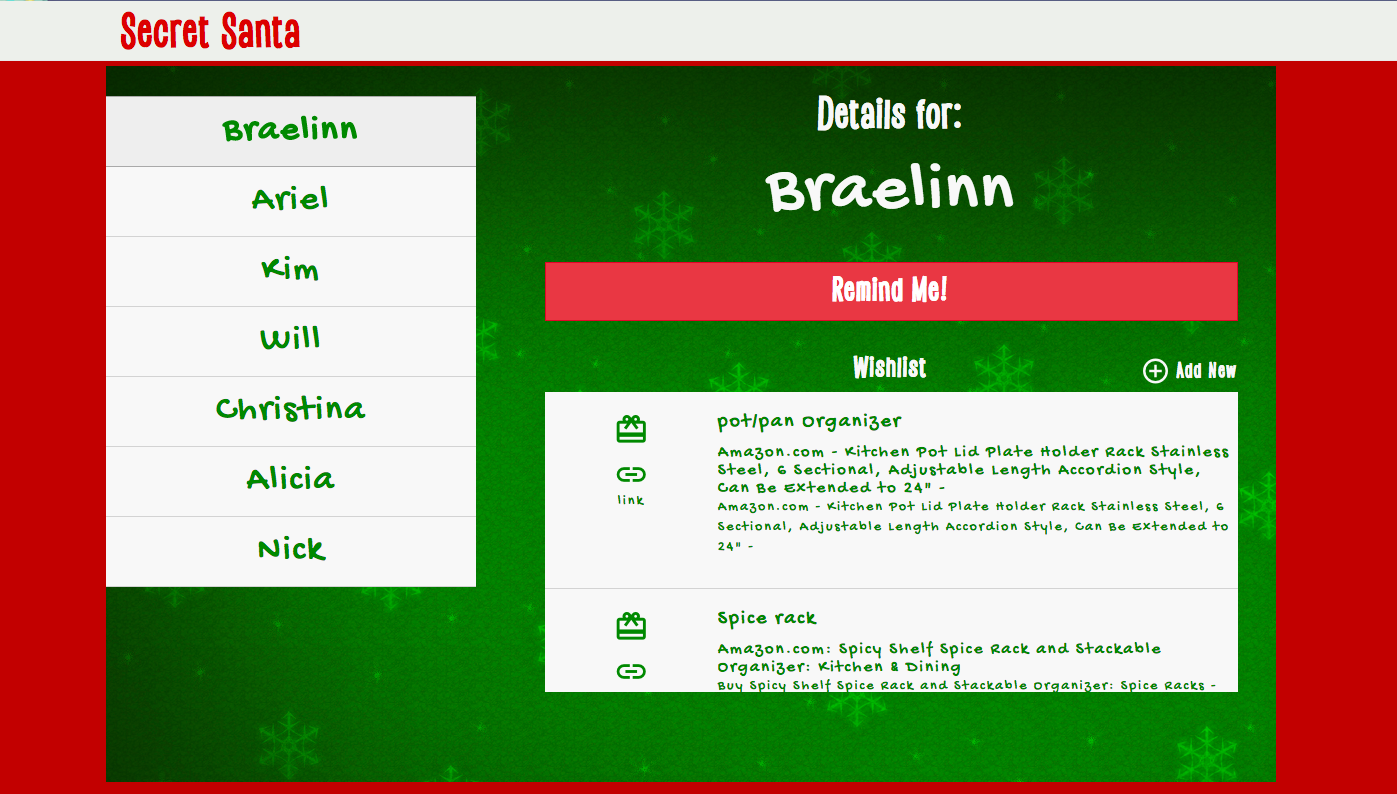 Secret Santa
Braelinn
Ariel
Kim
Will
Christina
Alicia
Nick
Details for:
Braelinn
Remind Me!
Wishlist
Add New
pot/pan Organizer
Amazon.com - Kitchen Pot Lid Plate Holder Rack Stainless
Steel, 6 Sectional, Adjustable Length Accordion Style,
Can Be Extended to 24" -
link
Amazon.com - Kitchen Pot Lid Plate Holder Rack Stainless Steel, 6
Sectional, Adjustable Length Accordion Style, Can Be Extended to
24" -
Spice rack
Amazon.com: Spicy Shelf Spice Rack and Stackable
Organizer: Kitchen & Dining
Buy Spicy Shelf Spice Rack and Stackable Organizer: Spice Racks -